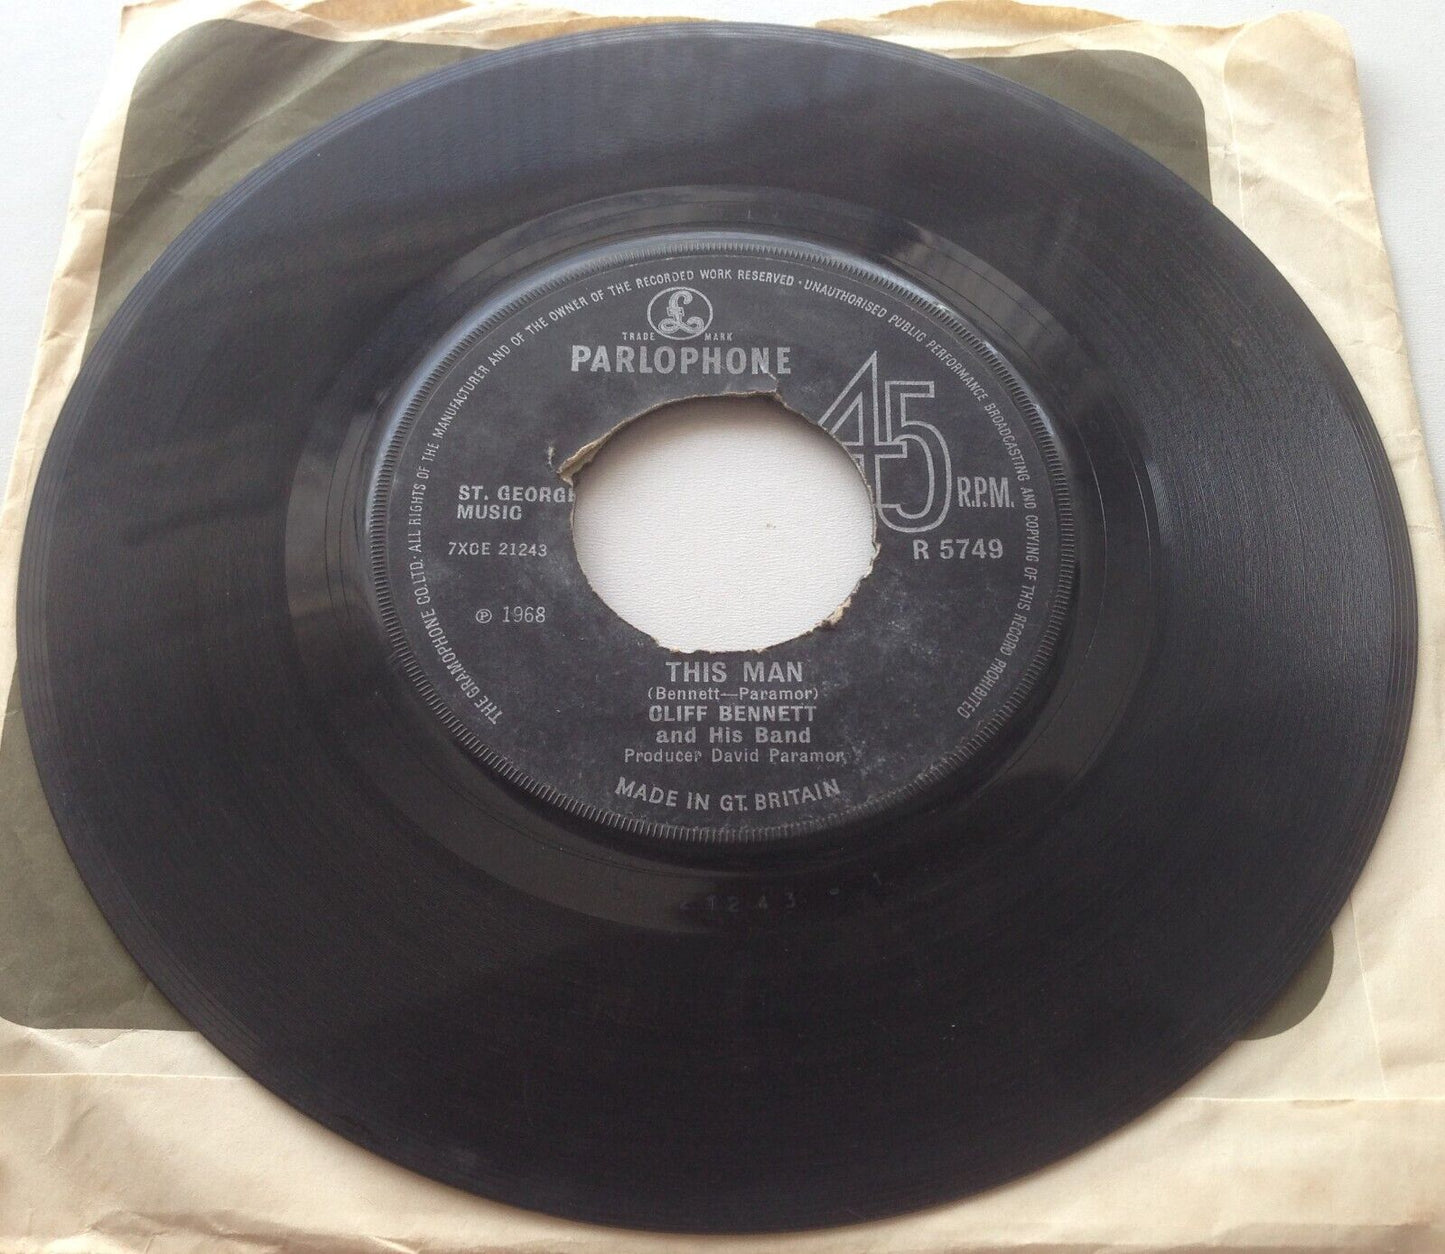 THE GRAMOPHONE CO.LTD. ALL RIGHTS OF THE MANUFACTURER AND OF THE OWNER OF THE RECORDED WORK RESERVED · UNAUTHORISED PUBLIC PERFORMANCE BROADCASTING AND COPYING OF THIS RECORD PROHIBITED
£
TRADE MARK
PARLOPHONE
45
R.P.M.
ST. GEORGE
MUSIC
7XCE 21243
R 5749
℗ 1968
THIS MAN
(Bennett—Paramor)
CLIFF BENNETT
and His Band
Producer David Paramor
MADE IN GT. BRITAIN
21243-1